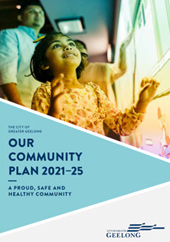 THE CITY OF
GREATER GEELONG
OUR
COMMUNITY
PLAN 2021–25
A PROUD, SAFE AND
HEALTHY COMMUNITY
GEELONG